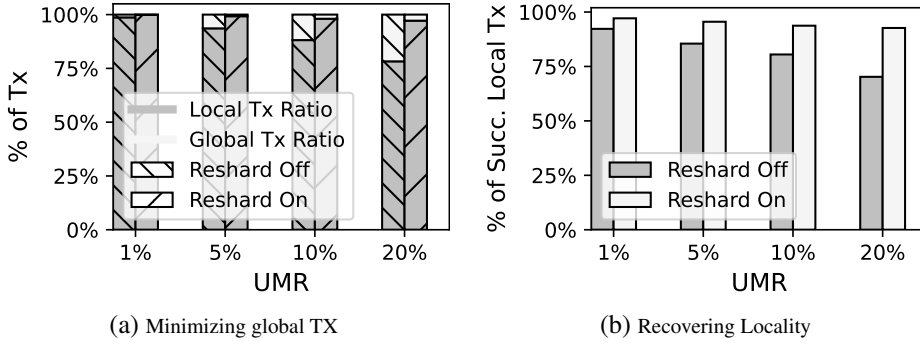 % of Tx
100%
75%
50%
25%
0%
Local Tx Ratio
Global Tx Ratio
Reshard Off
Reshard On
1%
5%
10%
20%
UMR
(a) Minimizing global TX
% of Succ. Local Tx
100%
75%
50%
25%
0%
Reshard Off
Reshard On
1%
5%
10%
20%
UMR
(b) Recovering Locality